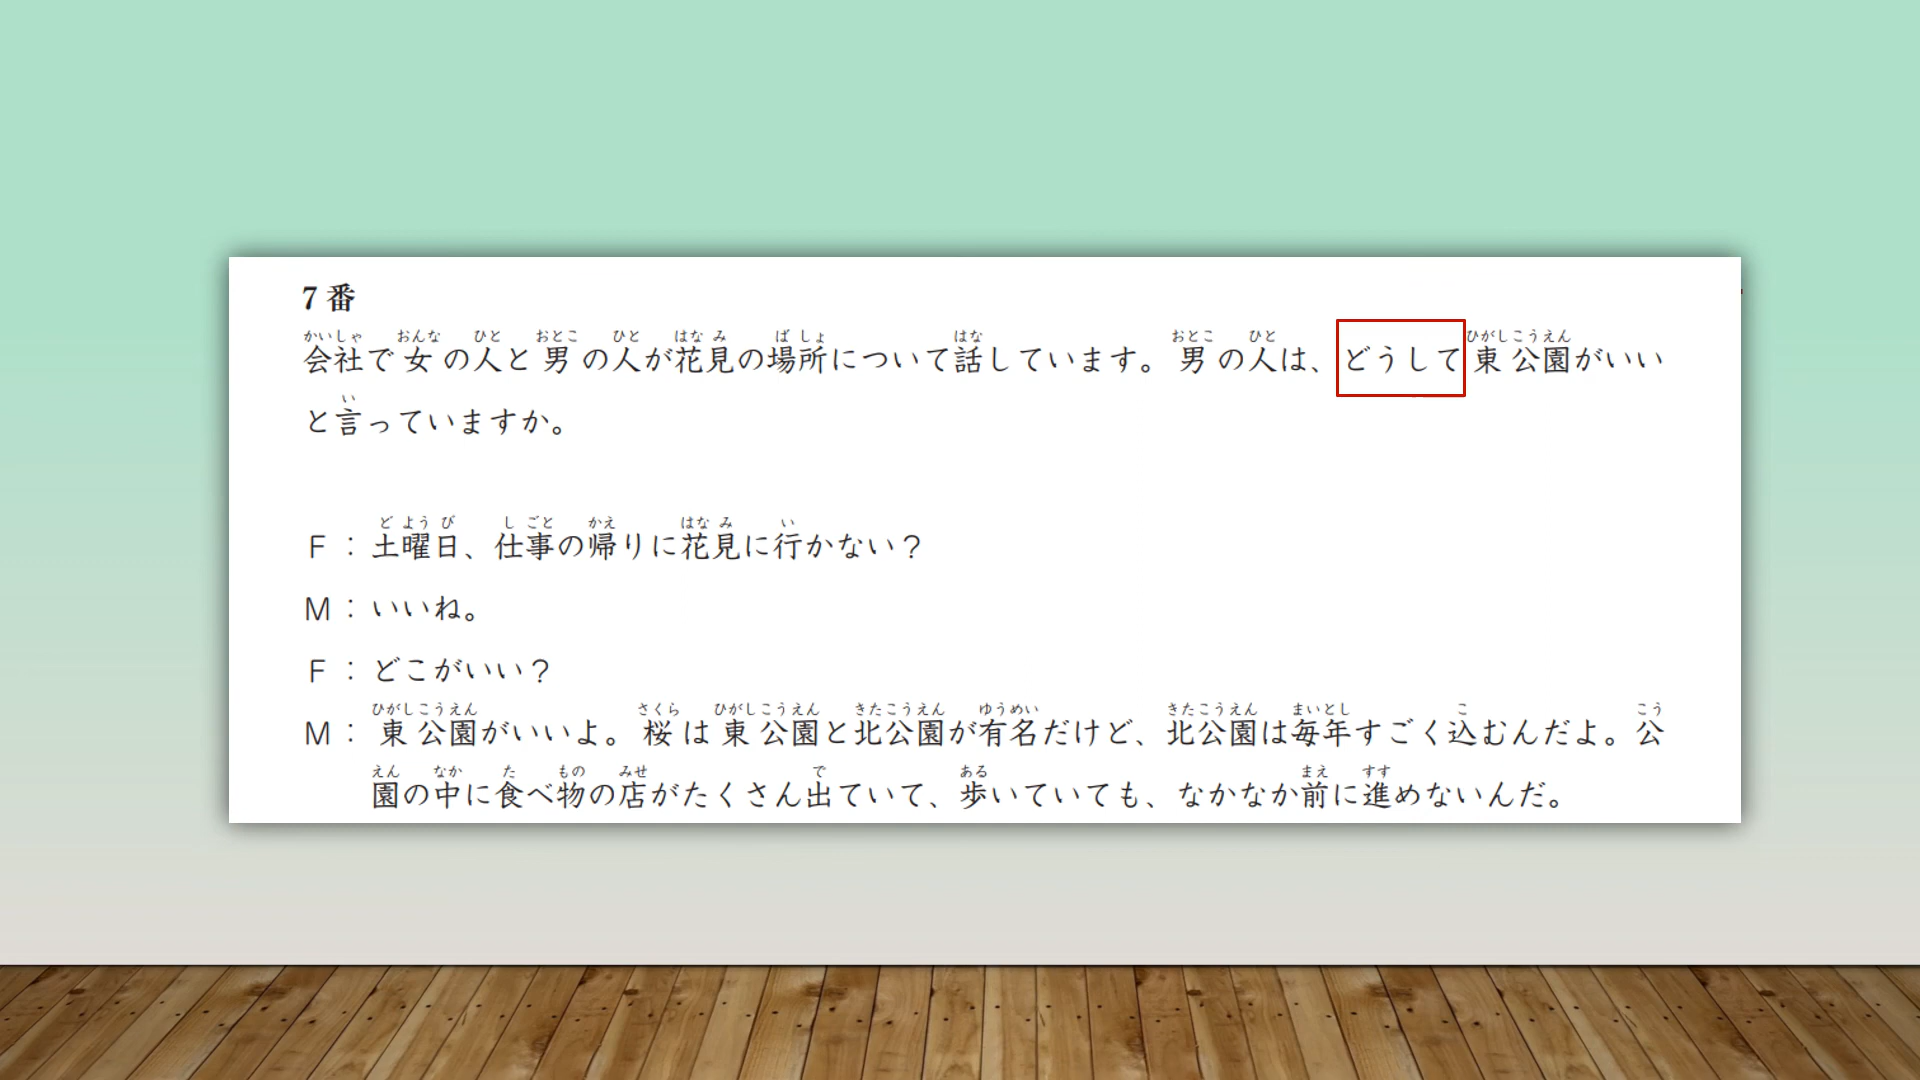 7番
会社で女の人と男の人が花見の場所について話しています。男の人は、どうして東公園がいい
と言っていますか。
F:土曜日、仕事の帰りに花見に行かない?
M:いいね。
F:どこがいい?
M:東公園がいいよ。桜は東公園と北公園が有名だけど、北公園は毎年すごく込むんだよ。公
園の中に食べ物の店がたくさん出ていて、歩いていても、なかなか前に進めないんだ。